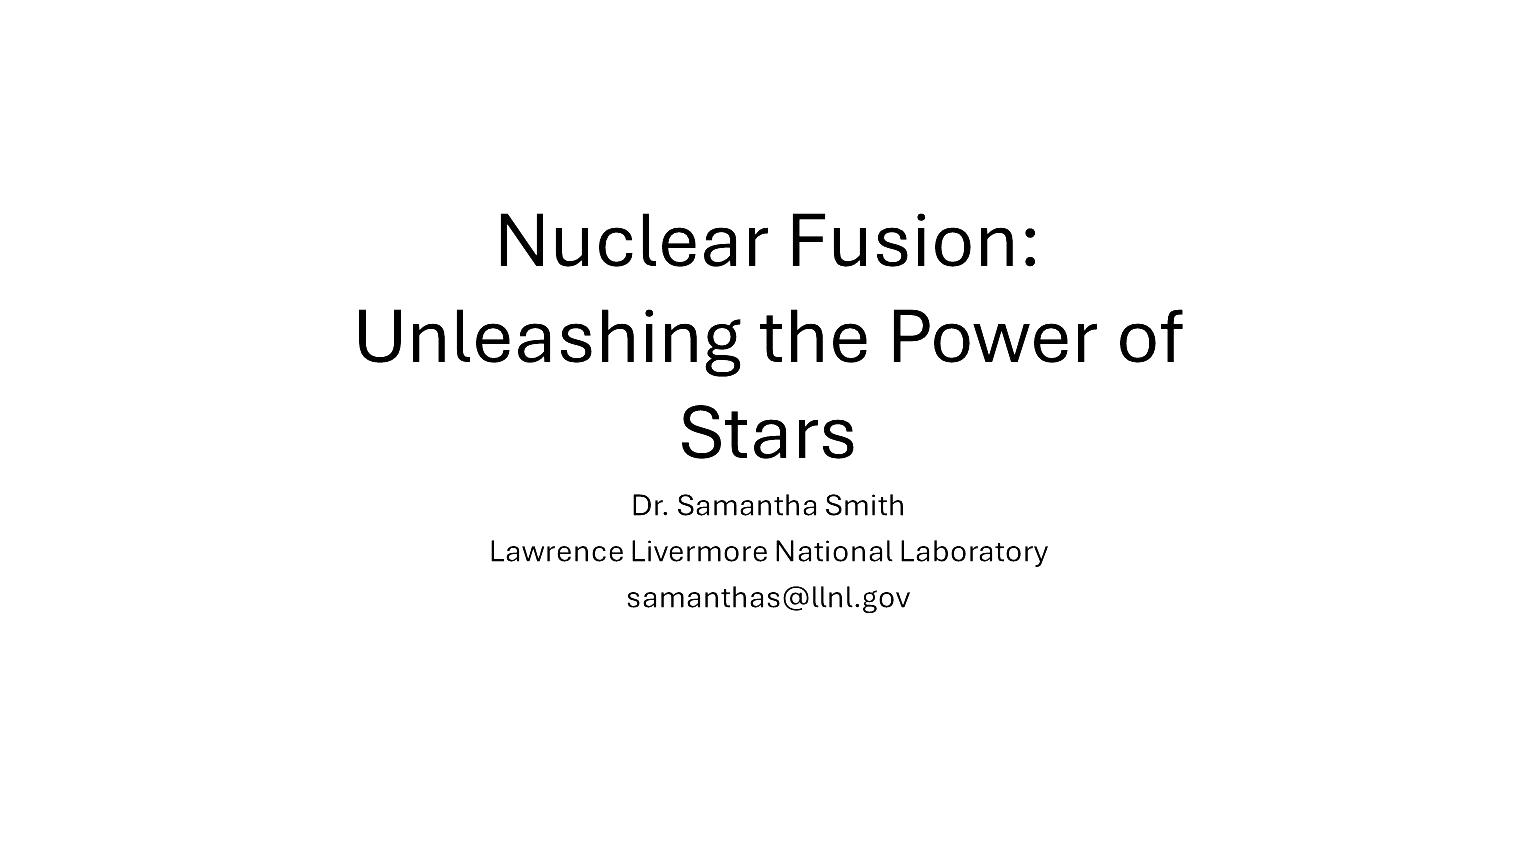 Nuclear Fusion:
Unleashing the Power of
Stars
Dr. Samantha Smith
Lawrence Livermore National Laboratory
samanthas@llnl.gov